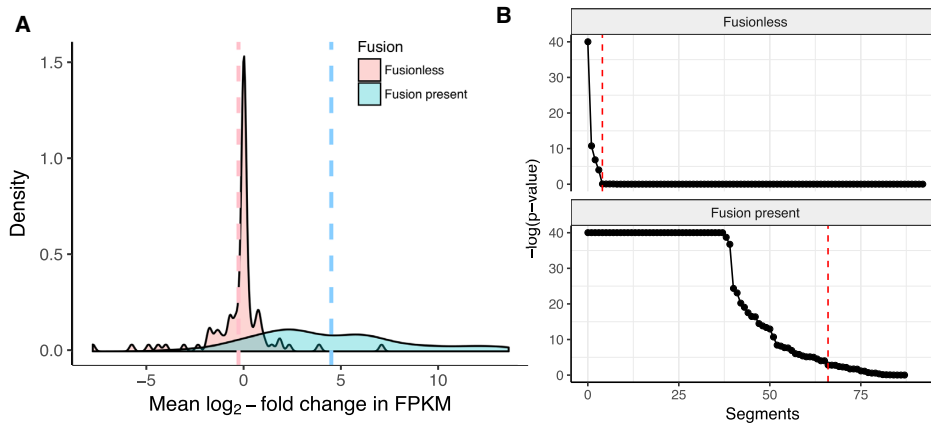 A
1.5
1.0
0.5
0.0
Density
-5
0
5
10
Mean log₂ – fold change in FPKM
Fusion
Fusionless
Fusion present
B
Fusionless
40
30
20
10
0
Fusion present
40
30
20
10
0
-log(p-value)
0
25
50
75
Segments